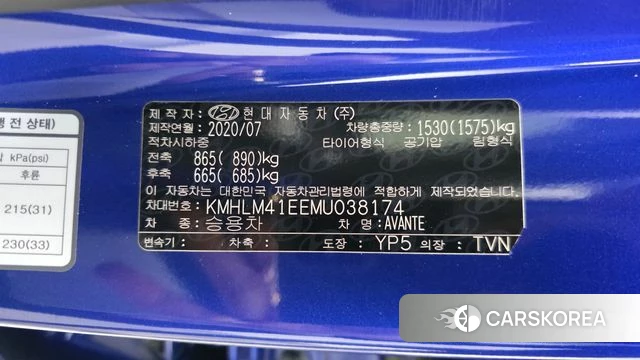 행 전 상태)
kPa(psi)
후륜
215(31)
230(33)
제 작 자: 현대자동차(주)
제작연월: 2020/07 차량총중량: 1530(1575)kg
적차시하중 타이어형식 공기압 림형식
전축 865( 890)kg
후축 665( 685)kg
이 자동차는 대한민국 자동차관리법령에 적합하게 제작되었습니다.
차대번호: KMHLM41EEMU038174
차 종: 승용차 차 명: AVANTE
변속기: 차축: 도장: YP5 의장: TVN
CARSKOREA